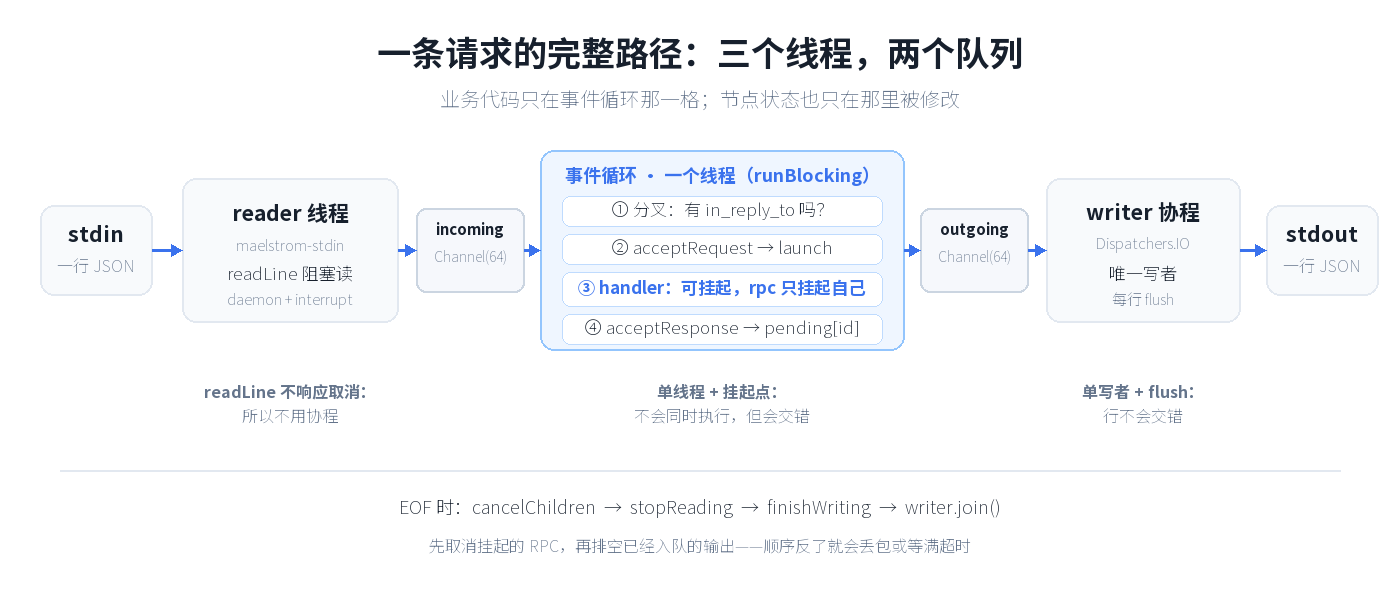 一条请求的完整路径：三个线程，两个队列
业务代码只在事件循环那一格；节点状态也只在那里被修改
stdin
一行 JSON
reader 线程
maelstrom-stdin
readLine 阻塞读
daemon + interrupt
incoming
Channel(64)
事件循环 · 一个线程（runBlocking）
① 分叉：有 in_reply_to 吗？
② acceptRequest → launch
③ handler：可挂起，rpc 只挂起自己
④ acceptResponse → pending[id]
outgoing
Channel(64)
writer 协程
Dispatchers.IO
唯一写者
每行 flush
stdout
一行 JSON
readLine 不响应取消：
所以不用协程
单线程 + 挂起点：
不会同时执行，但会交错
单写者 + flush：
行不会交错
EOF 时：cancelChildren → stopReading → finishWriting → writer.join()
先取消挂起的 RPC，再排空已经入队的输出——顺序反了就会丢包或等满超时